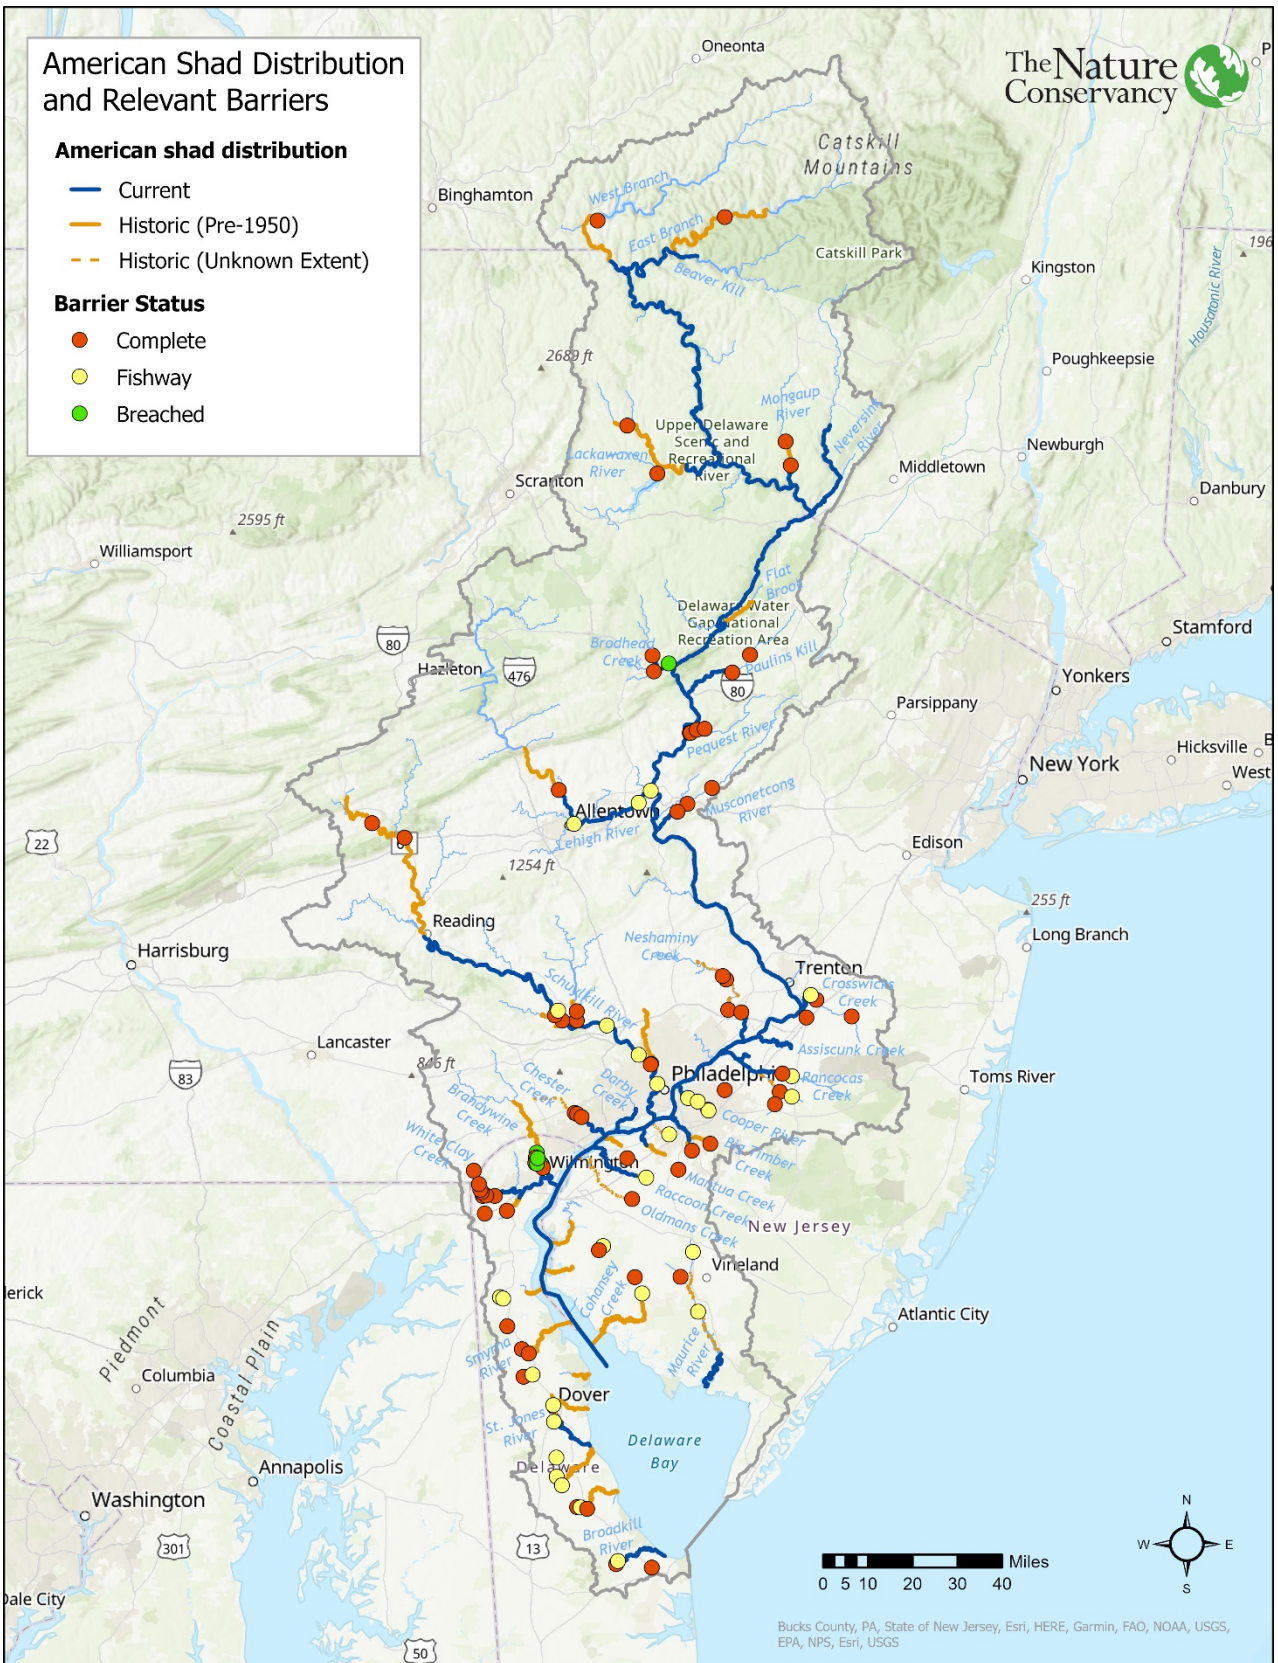 American Shad Distribution
and Relevant Barriers
American shad distribution
Current
Historic (Pre-1950)
Historic (Unknown Extent)
Barrier Status
Complete
Fishway
Breached
The Nature
Conservancy
Oneonta
Catskill
Mountains
Binghamton
West Branch
East Branch
Beaver Kill
Catskill Park
Kingston
196
Housatonic River
2689 ft
Poughkeepsie
Mongaup
River
Neversink
River
Upper Delaware
Scenic and
Recreational
River
Lackawaxen
River
Newburgh
Middletown
Scranton
Danbury
2595 ft
Williamsport
Flat
Brook
Delaware Water
Gap National
Recreation Area
Stamford
80
Brodhead
Creek
Paulins Kill
Hazleton
476
80
Yonkers
Parsippany
Pequest River
Hicksville
B
New York
West
Musconetcong
River
Allentown
Lehigh River
22
Edison
1254 ft
255 ft
Reading
Long Branch
Neshaminy
Creek
Harrisburg
Trenton
Crosswicks
Creek
Schuylkill River
Lancaster
Assiscunk Creek
846 ft
83
Philadelphia
Rancocas
Creek
Toms River
Chester
Creek
Darby
Creek
Brandywine
Creek
Cooper River
White Clay
Creek
Big Timber
Creek
Wilmington
Mantua Creek
Raccoon Creek
Oldmans Creek
New Jersey
Vineland
Cohansey
Creek
lerick
Piedmont
Coastal Plain
Atlantic City
Maurice
River
Smyrna
River
Columbia
Dover
St. Jones
River
Delaware
Bay
Delaware
Annapolis
Washington
Broadkill
River
301
13
N
W
E
S
Miles
0 5 10 20 30 40
Dale City
50
Bucks County, PA, State of New Jersey, Esri, HERE, Garmin, FAO, NOAA, USGS,
EPA, NPS, Esri, USGS